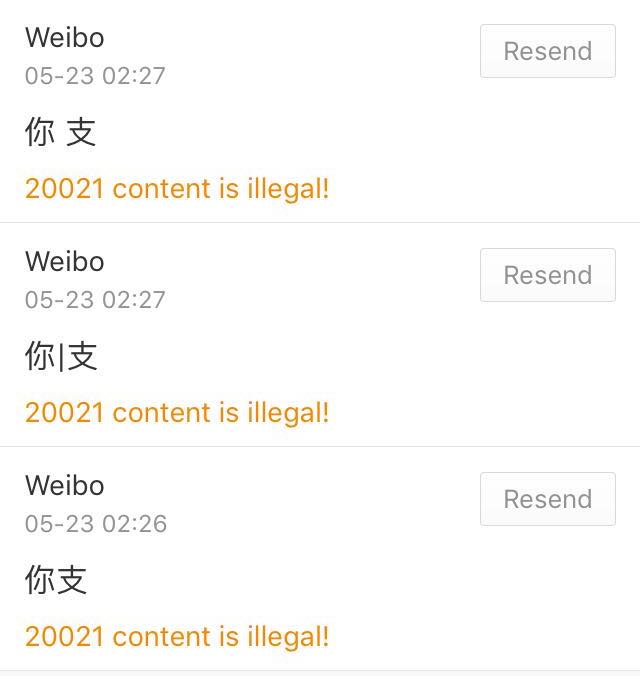 Weibo
Resend
05-23 02:27
你 支
20021 content is illegal!
Weibo
Resend
05-23 02:27
你|支
20021 content is illegal!
Weibo
Resend
05-23 02:26
你支
20021 content is illegal!